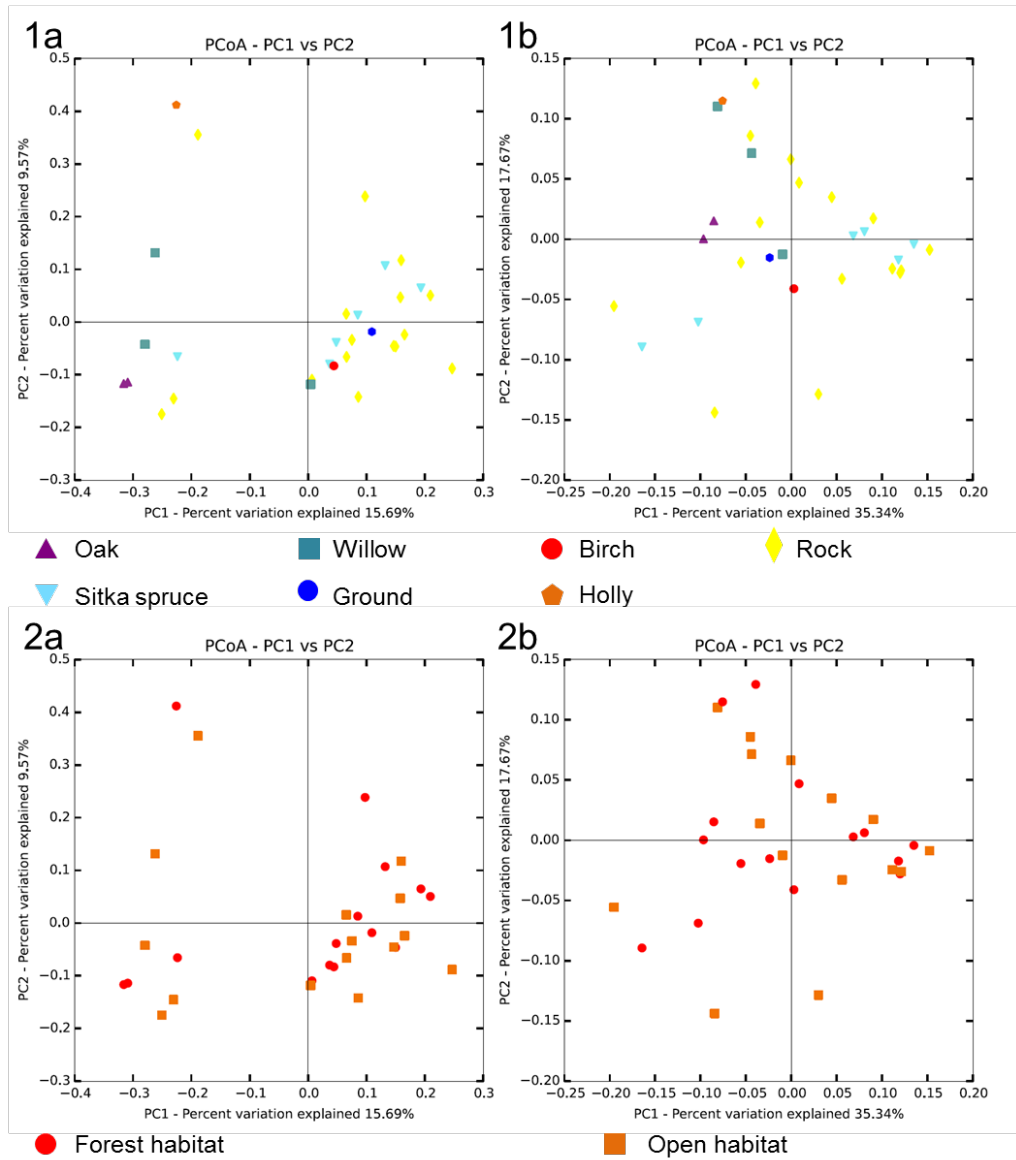 1a
PCoA - PC1 vs PC2
0.5
0.4
0.3
0.2
0.1
0.0
−0.1
−0.2
−0.3
PC2 - Percent variation explained 9.57%
−0.4 −0.3 −0.2 −0.1 0.0 0.1 0.2 0.3
PC1 - Percent variation explained 15.69%
1b
PCoA - PC1 vs PC2
0.15
0.10
0.05
0.00
−0.05
−0.10
−0.15
−0.20
PC2 - Percent variation explained 17.67%
−0.25 −0.20 −0.15 −0.10 −0.05 0.00 0.05 0.10 0.15 0.20
PC1 - Percent variation explained 35.34%
Oak Willow Birch Rock
Sitka spruce Ground Holly
2a
PCoA - PC1 vs PC2
0.5
0.4
0.3
0.2
0.1
0.0
−0.1
−0.2
−0.3
PC2 - Percent variation explained 9.57%
−0.4 −0.3 −0.2 −0.1 0.0 0.1 0.2 0.3
PC1 - Percent variation explained 15.69%
2b
PCoA - PC1 vs PC2
0.15
0.10
0.05
0.00
−0.05
−0.10
−0.15
−0.20
PC2 - Percent variation explained 17.67%
−0.25 −0.20 −0.15 −0.10 −0.05 0.00 0.05 0.10 0.15 0.20
PC1 - Percent variation explained 35.34%
Forest habitat Open habitat